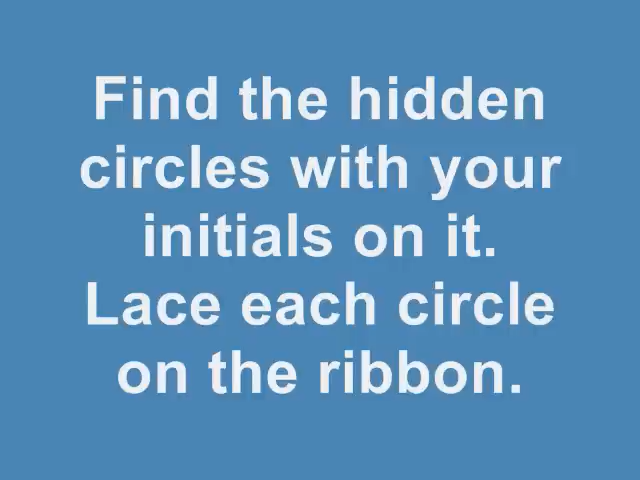 Find the hidden
circles with your
initials on it.
Lace each circle
on the ribbon.